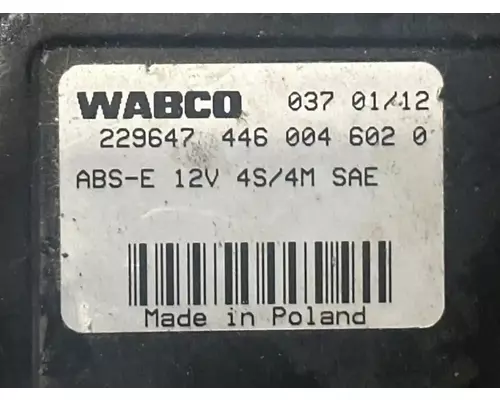 WABCO 037 01/12
229647 446 004 602 0
ABS-E 12V 4S/4M SAE
Made in Poland